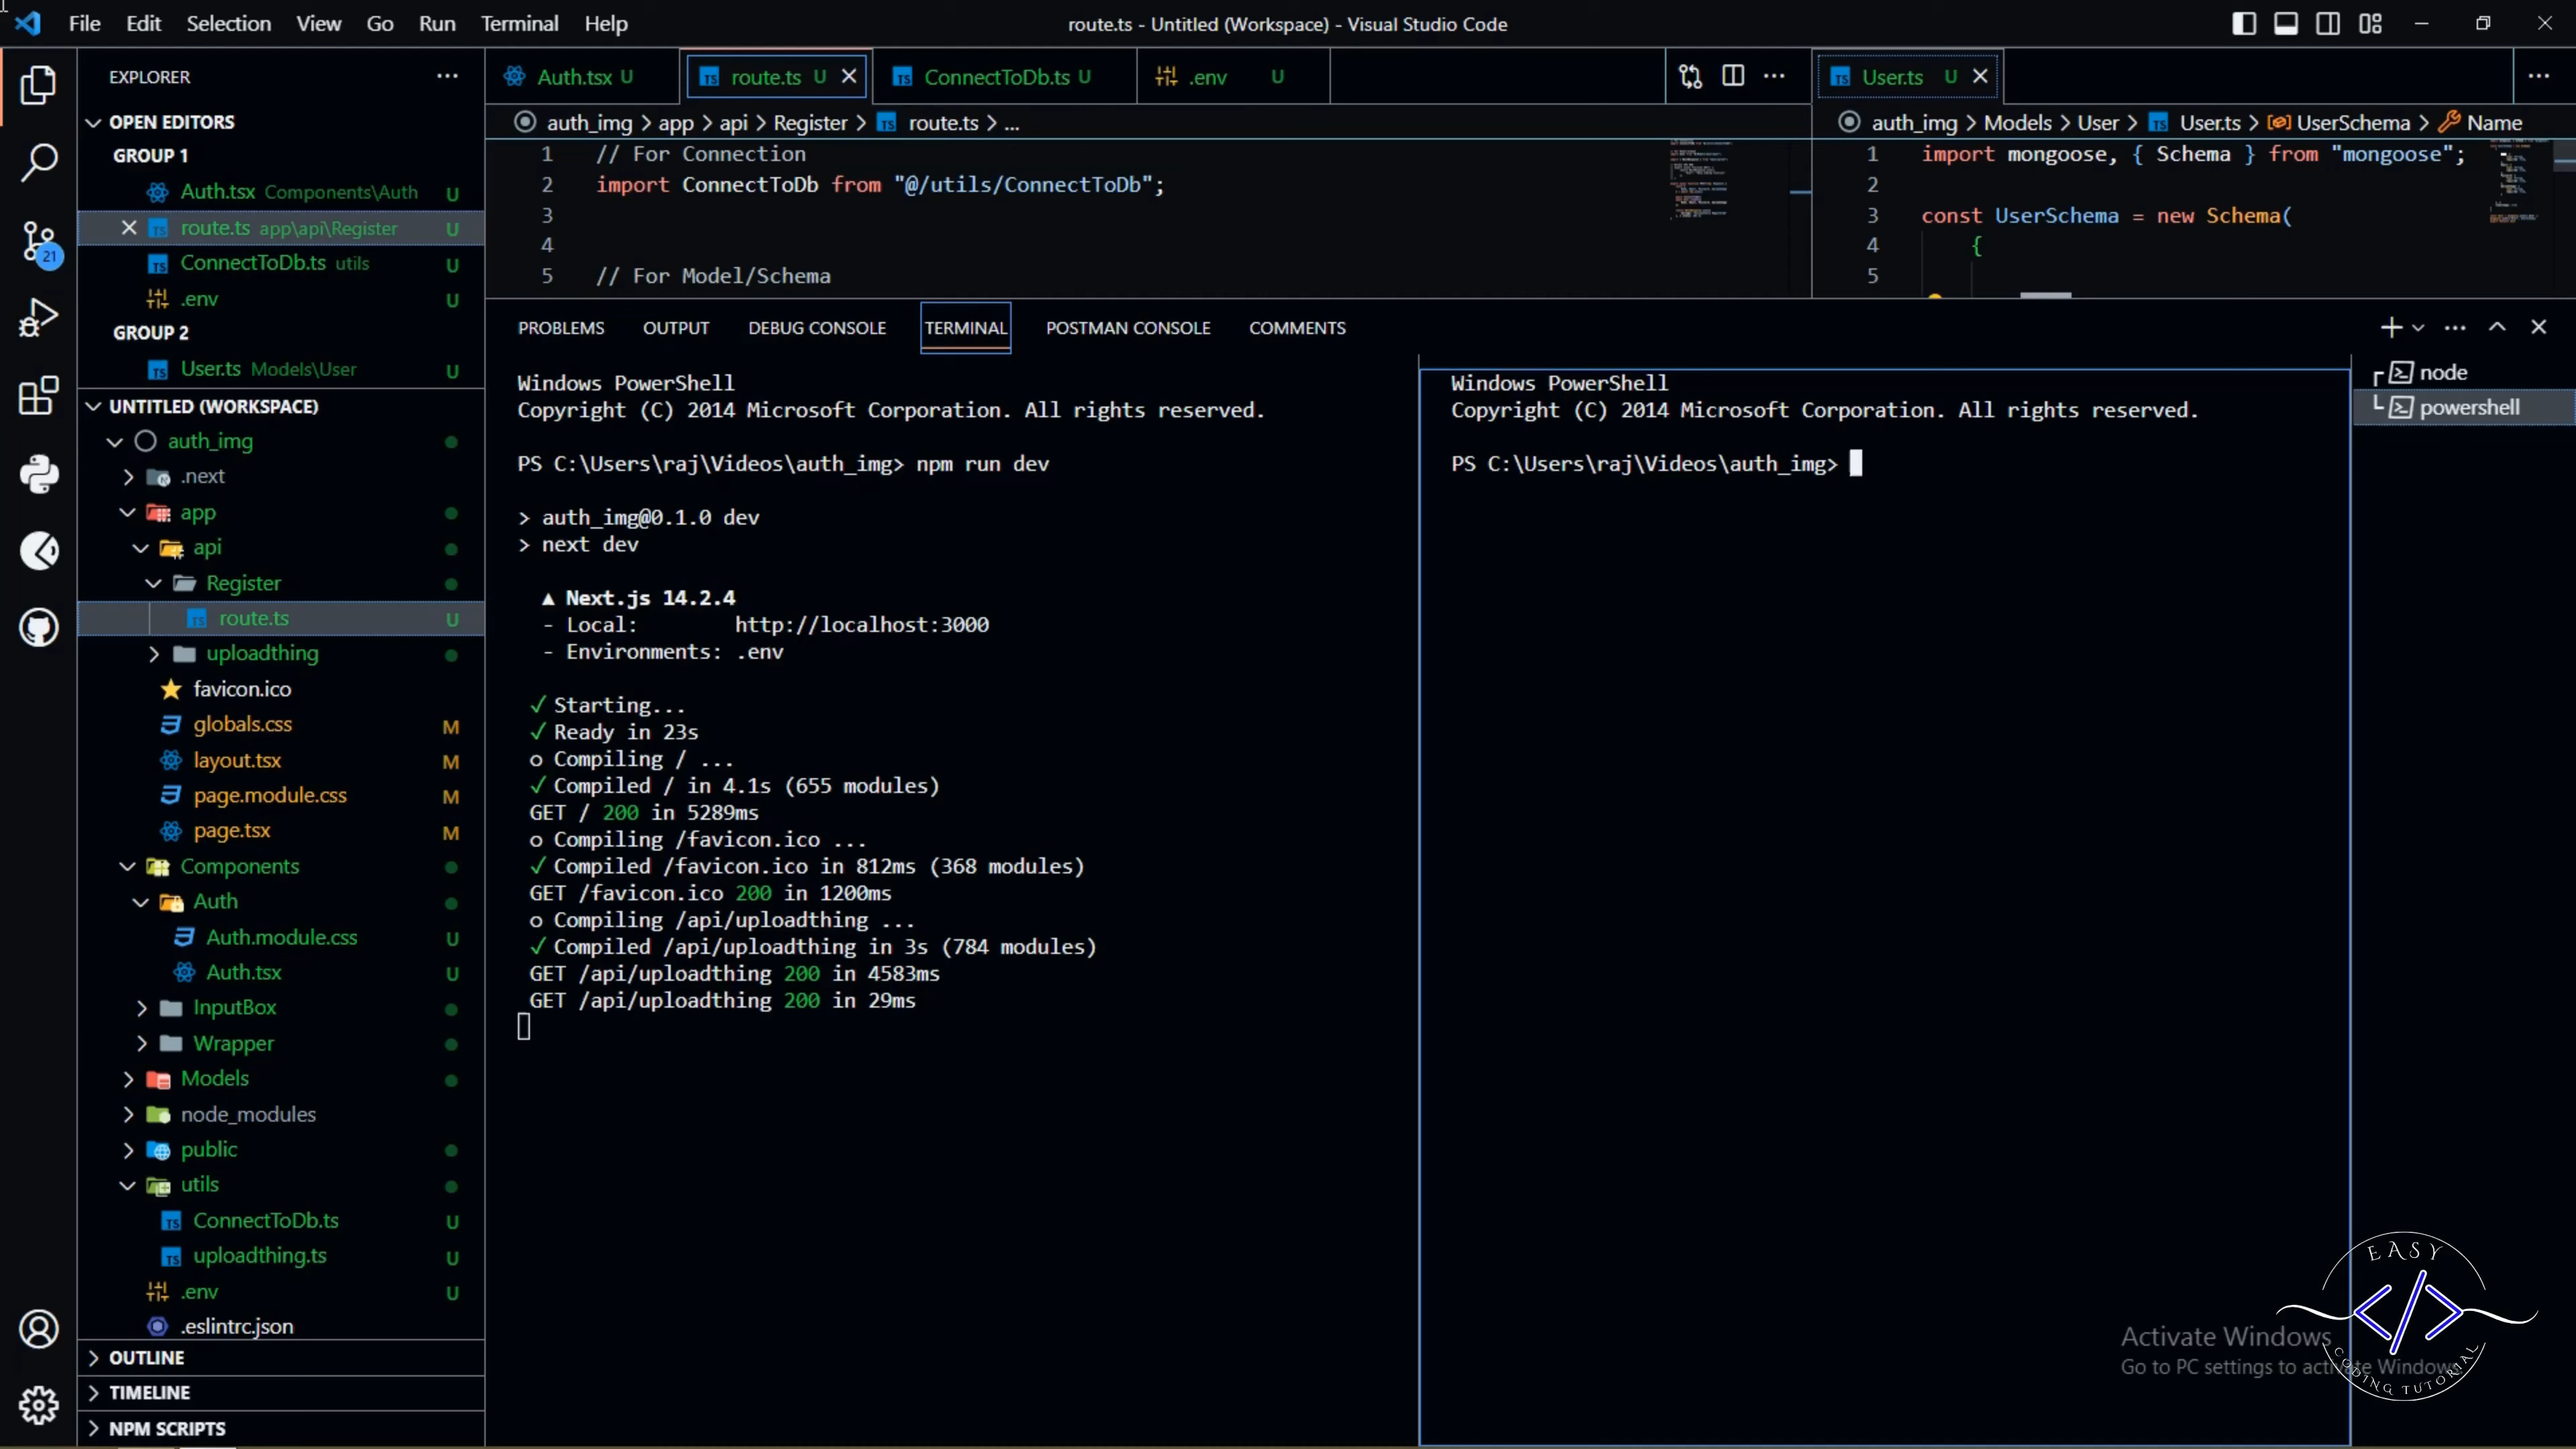 File Edit Selection View Go Run Terminal Help
route.ts - Untitled (Workspace) - Visual Studio Code
EXPLORER
OPEN EDITORS
GROUP 1
Auth.tsx Components\Auth U
route.ts app\api\Register U
ConnectToDb.ts utils U
.env U
GROUP 2
User.ts Models\User U
UNTITLED (WORKSPACE)
auth_img
.next
app
api
Register
route.ts U
uploadthing
favicon.ico
globals.css M
layout.tsx M
page.module.css M
page.tsx M
Components
Auth
Auth.module.css U
Auth.tsx U
InputBox
Wrapper
Models
node_modules
public
utils
ConnectToDb.ts U
uploadthing.ts U
.env U
.eslintrc.json
OUTLINE
TIMELINE
NPM SCRIPTS
21
Auth.tsx U
route.ts U
ConnectToDb.ts U
.env U
auth_img > app > api > Register > route.ts > ...
1 // For Connection
2 import ConnectToDb from "@/utils/ConnectToDb";
3
4
5 // For Model/Schema
User.ts U
auth_img > Models > User > User.ts > UserSchema > Name
1 import mongoose, { Schema } from "mongoose";
2
3 const UserSchema = new Schema(
4 {
5
PROBLEMS OUTPUT DEBUG CONSOLE TERMINAL POSTMAN CONSOLE COMMENTS
Windows PowerShell
Copyright (C) 2014 Microsoft Corporation. All rights reserved.
PS C:\Users\raj\Videos\auth_img> npm run dev
> auth_img@0.1.0 dev
> next dev
▲ Next.js 14.2.4
- Local: http://localhost:3000
- Environments: .env
✓ Starting...
✓ Ready in 23s
o Compiling / ...
✓ Compiled / in 4.1s (655 modules)
GET / 200 in 5289ms
o Compiling /favicon.ico ...
✓ Compiled /favicon.ico in 812ms (368 modules)
GET /favicon.ico 200 in 1200ms
o Compiling /api/uploadthing ...
✓ Compiled /api/uploadthing in 3s (784 modules)
GET /api/uploadthing 200 in 4583ms
GET /api/uploadthing 200 in 29ms
Windows PowerShell
Copyright (C) 2014 Microsoft Corporation. All rights reserved.
PS C:\Users\raj\Videos\auth_img>
node
powershell
Activate Windows
Go to PC settings to activate Windows.
EASY
</>
CODING TUTORIAL